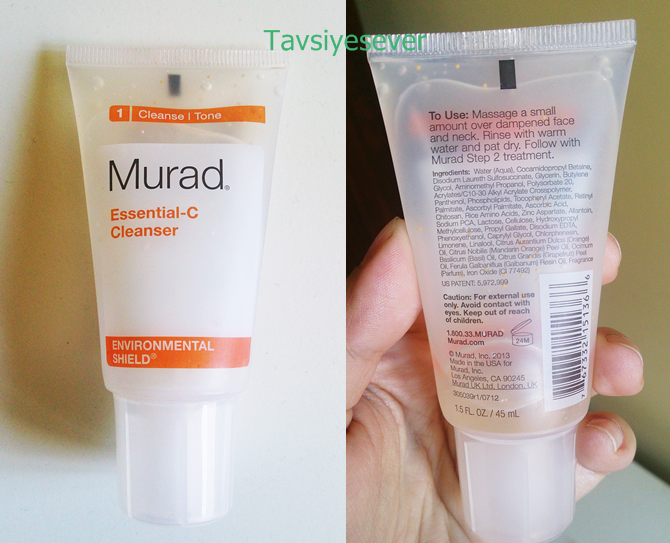 Tavsiyesever
1 Cleanse | Tone
Murad®
Essential-C
Cleanser
ENVIRONMENTAL
SHIELD®
To Use: Massage a small
amount over dampened face
and neck. Rinse with warm
water and pat dry. Follow with
Murad Step 2 treatment.
Ingredients: Water (Aqua), Cocamidopropyl Betaine,
Disodium Laureth Sulfosuccinate, Glycerin, Butylene
Glycol, Aminomethyl Propanol, Polysorbate 20,
Acrylates/C10-30 Alkyl Acrylate Crosspolymer,
Panthenol, Phospholipids, Tocopheryl Acetate, Retinyl
Palmitate, Ascorbyl Palmitate, Ascorbic Acid,
Chitosan, Rice Amino Acids, Zinc Aspartate, Allantoin,
Sodium PCA, Lactose, Cellulose, Hydroxypropyl
Methylcellulose, Propyl Gallate, Disodium EDTA,
Phenoxyethanol, Caprylyl Glycol, Chlorphenesin,
Limonene, Linalool, Citrus Aurantium Dulcis (Orange)
Oil, Citrus Nobilis (Mandarin Orange) Peel Oil, Ocimum
Basilicum (Basil) Oil, Citrus Grandis (Grapefruit) Peel
Oil, Ferula Galbaniflua (Galbanum) Resin Oil, Fragrance
(Parfum), Iron Oxide (CI 77492)
US PATENT: 5,972,999
Caution: For external use
only. Avoid contact with
eyes. Keep out of reach
of children.
1.800.33.MURAD
Murad.com
24M
© Murad, Inc. 2013
Made in the USA for
Murad, Inc.
Los Angeles, CA 90245
Murad UK Ltd. London, UK
1.5 FL. OZ. / 45 mL
7 67332 15136 6